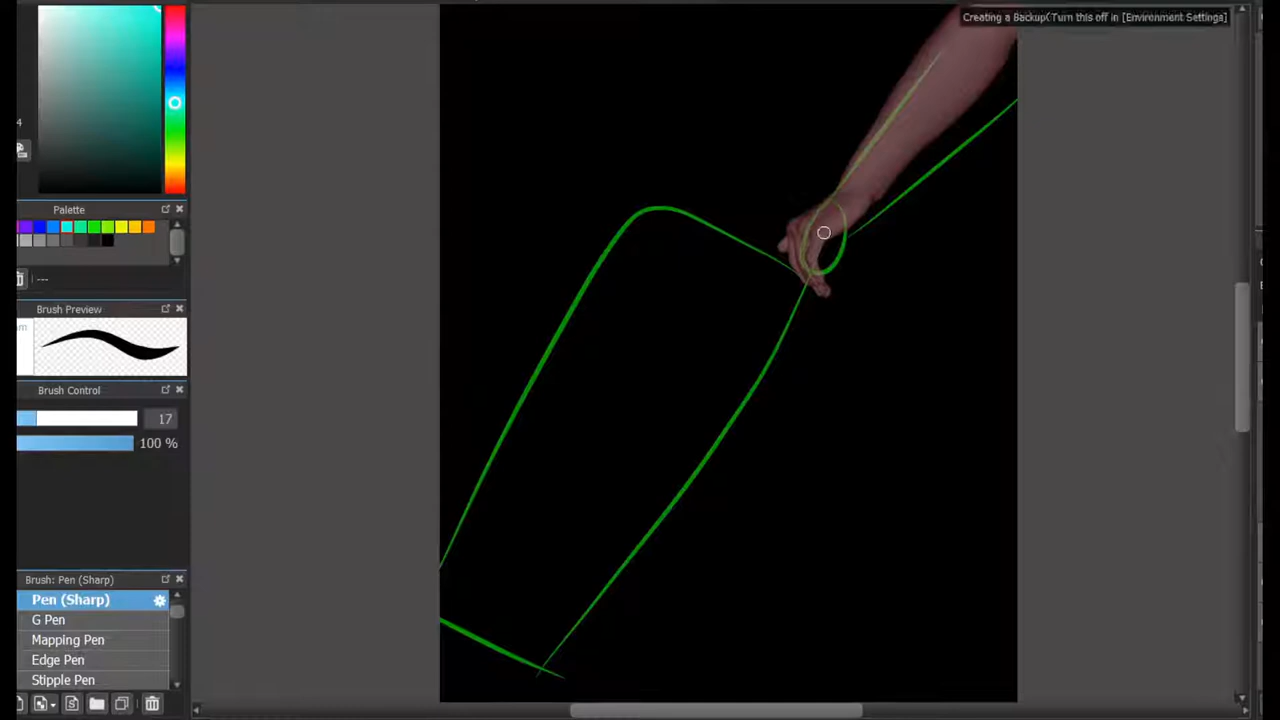 Creating a Backup(Turn this off in [Environment Settings]
4
Palette
---
Brush Preview
Brush Control
17
100 %
Brush: Pen (Sharp)
Pen (Sharp)
G Pen
Mapping Pen
Edge Pen
Stipple Pen